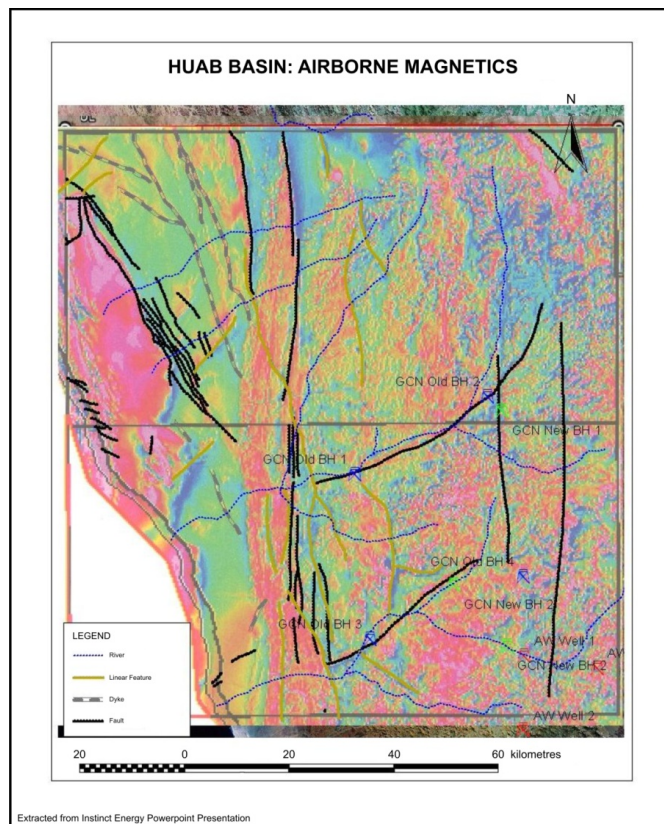 HUAB BASIN: AIRBORNE MAGNETICS
N
GCN Old BH 2
GCN New BH 1
GCN Old BH 1
GCN Old BH 4
GCN New BH 2
GCN Old BH 3
AW Well 1
AW
GCN New BH 2
AW Well 2
LEGEND
River
Linear Feature
Dyke
Fault
20 0 20 40 60 kilometres
Extracted from Instinct Energy Powerpoint Presentation